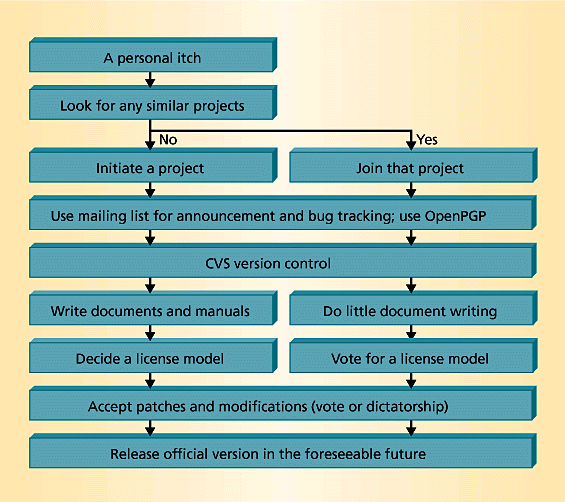 A personal itch
Look for any similar projects
No
Yes
Initiate a project
Join that project
Use mailing list for announcement and bug tracking; use OpenPGP
CVS version control
Write documents and manuals
Do little document writing
Decide a license model
Vote for a license model
Accept patches and modifications (vote or dictatorship)
Release official version in the foreseeable future